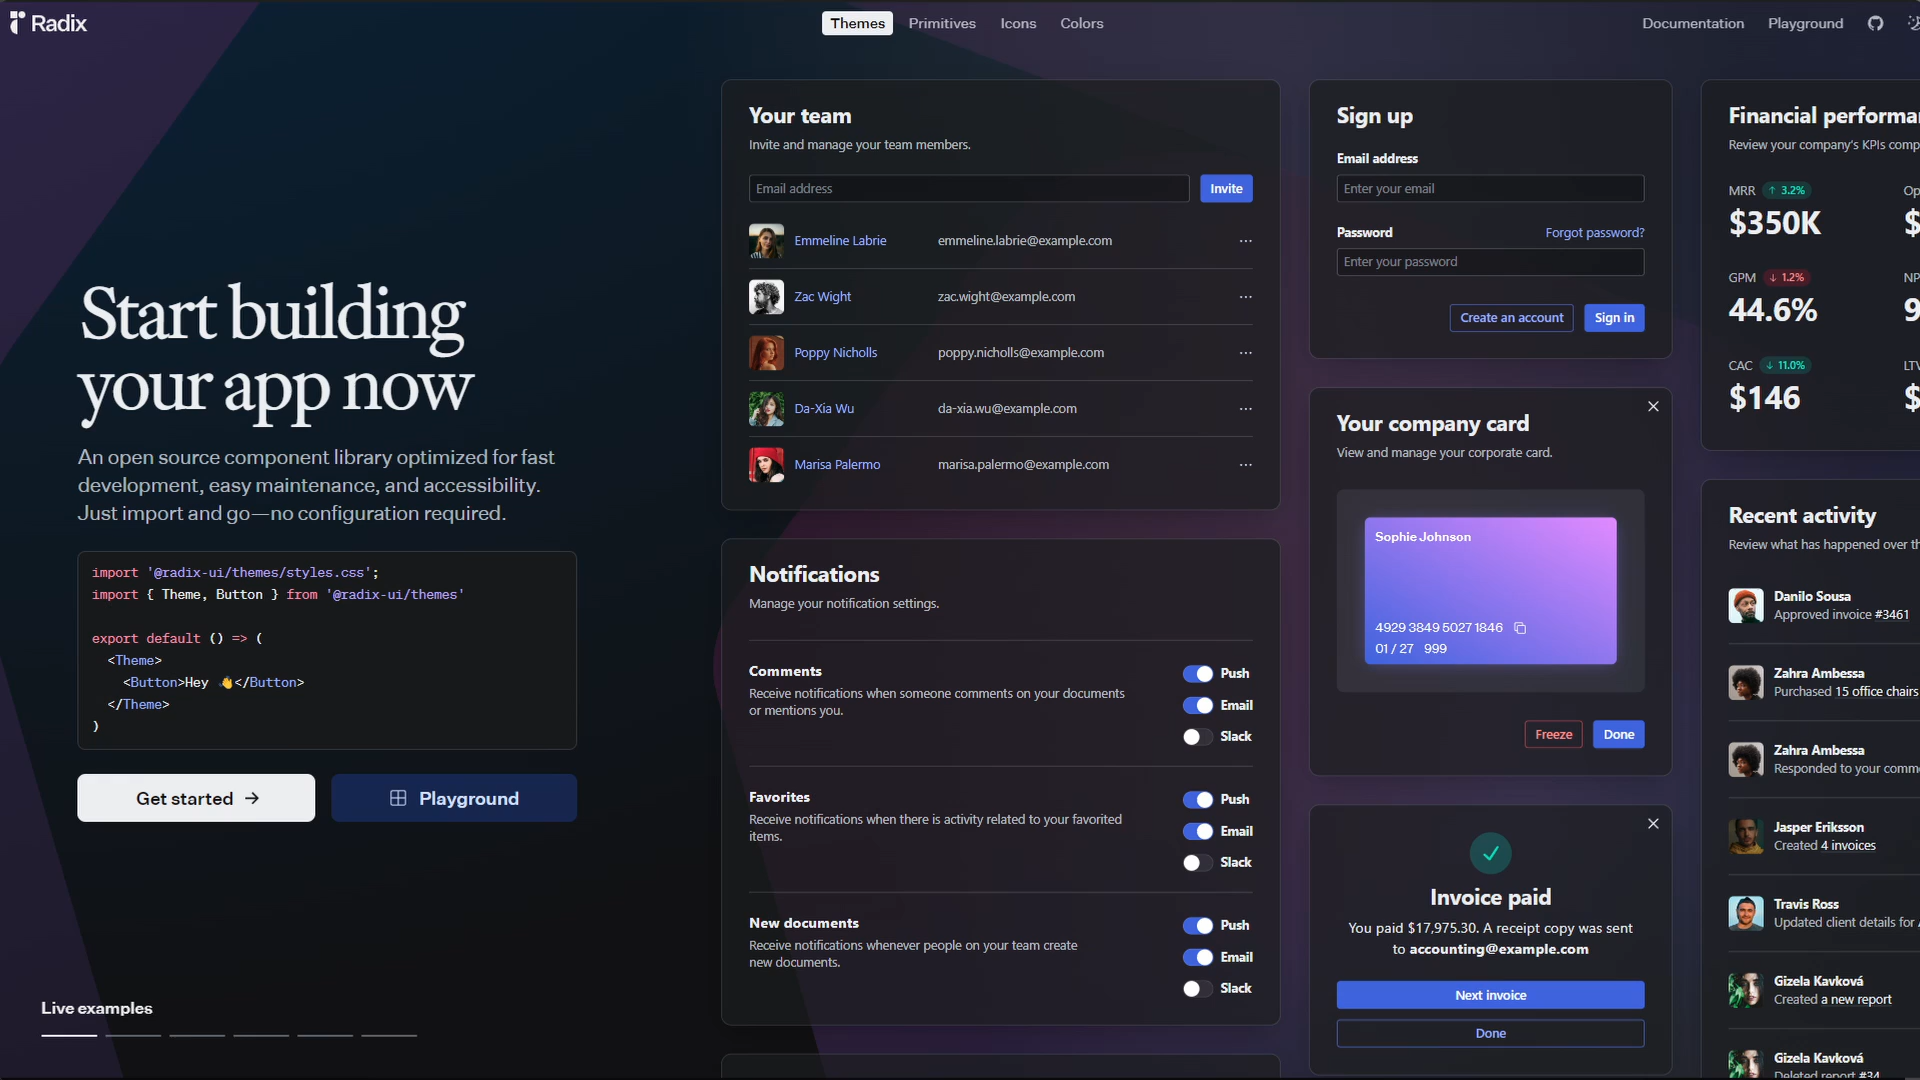 Radix
Themes
Primitives
Icons
Colors
Documentation
Playground
Start building
your app now
An open source component library optimized for fast
development, easy maintenance, and accessibility.
Just import and go—no configuration required.
import '@radix-ui/themes/styles.css';
import { Theme, Button } from '@radix-ui/themes'
export default () => (
<Theme>
<Button>Hey 👋</Button>
</Theme>
)
Get started →
Playground
Live examples
Your team
Invite and manage your team members.
Email address
Invite
Emmeline Labrie emmeline.labrie@example.com
Zac Wight zac.wight@example.com
Poppy Nicholls poppy.nicholls@example.com
Da-Xia Wu da-xia.wu@example.com
Marisa Palermo marisa.palermo@example.com
Notifications
Manage your notification settings.
Comments
Receive notifications when someone comments on your documents
or mentions you.
Push
Email
Slack
Favorites
Receive notifications when there is activity related to your favorited
items.
Push
Email
Slack
New documents
Receive notifications whenever people on your team create
new documents.
Push
Email
Slack
Sign up
Email address
Enter your email
Password
Forgot password?
Enter your password
Create an account
Sign in
Your company card
View and manage your corporate card.
Sophie Johnson
4929 3849 5027 1846
01 / 27 999
Freeze
Done
Invoice paid
You paid $17,975.30. A receipt copy was sent
to accounting@example.com
Next invoice
Done
Financial performa
Review your company's KPIs comp
MRR ↑ 3.2% Op
$350K $
GPM ↓ 1.2% NP
44.6% 9
CAC ↓ 11.0% LTV
$146 $
Recent activity
Review what has happened over th
Danilo Sousa
Approved invoice #3461
Zahra Ambessa
Purchased 15 office chairs
Zahra Ambessa
Responded to your comme
Jasper Eriksson
Created 4 invoices
Travis Ross
Updated client details for
Gizela Kavková
Created a new report
Gizela Kavková
Deleted report #34